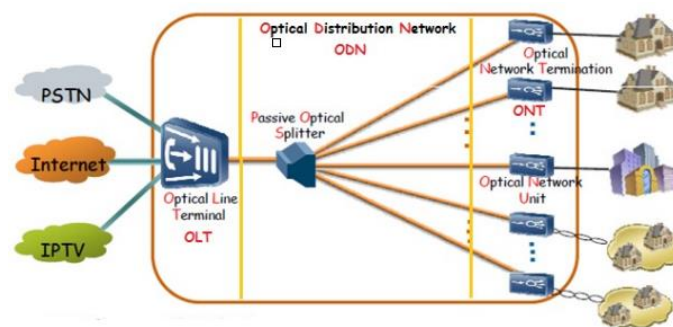 Optical Distribution Network
ODN
PSTN
Internet
IPTV
Optical Line
Terminal
OLT
Passive Optical
Splitter
Optical
Network Termination
ONT
Optical Network
Unit